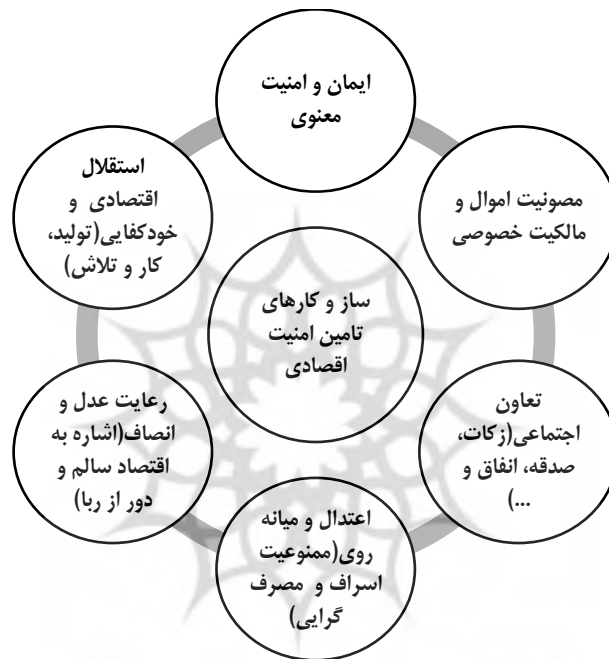 ایمان و امنیت
معنوی
مصونیت اموال و
مالکیت خصوصی
تعاون
اجتماعی(زکات،
صدقه، انفاق و
...)
اعتدال و میانه
روی(ممنوعیت
اسراف و مصرف
گرایی)
رعایت عدل و
انصاف(اشاره به
اقتصاد سالم و
دور از ربا)
استقلال
اقتصادی و
خودکفایی(تولید،
کار و تلاش)
ساز و کارهای
تامین امنیت
اقتصادی